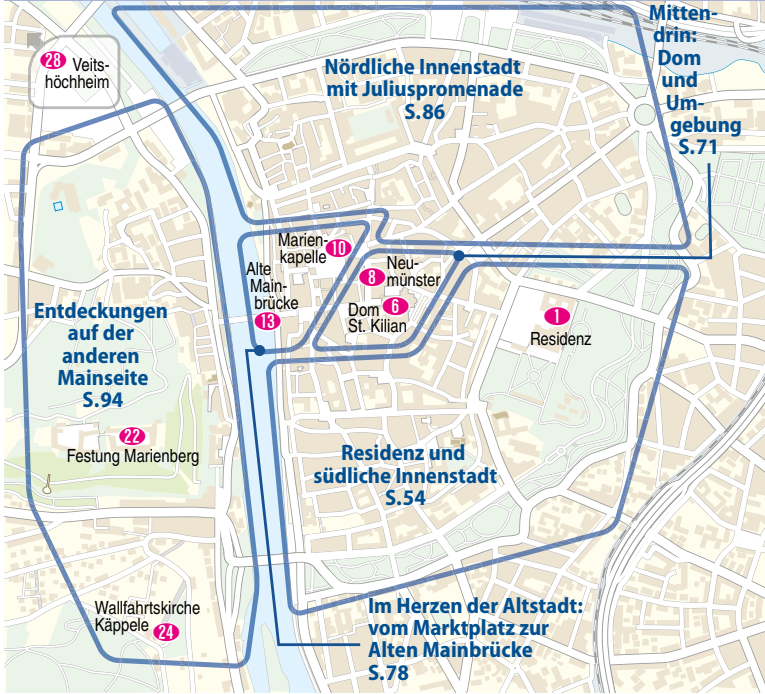 28 Veits-
höchheim
Nördliche Innenstadt
mit Juliuspromenade
S.86
Mitten-
drin:
Dom
und
Um-
gebung
S.71
Marien-
kapelle 10
8 Neu-
münster
Alte
Main-
brücke
13
Dom 6
St. Kilian
1
Residenz
Entdeckungen
auf der
anderen
Mainseite
S.94
22
Festung Marienberg
Residenz und
südliche Innenstadt
S.54
Wallfahrtskirche
Käppele 24
Im Herzen der Altstadt:
vom Marktplatz zur
Alten Mainbrücke
S.78